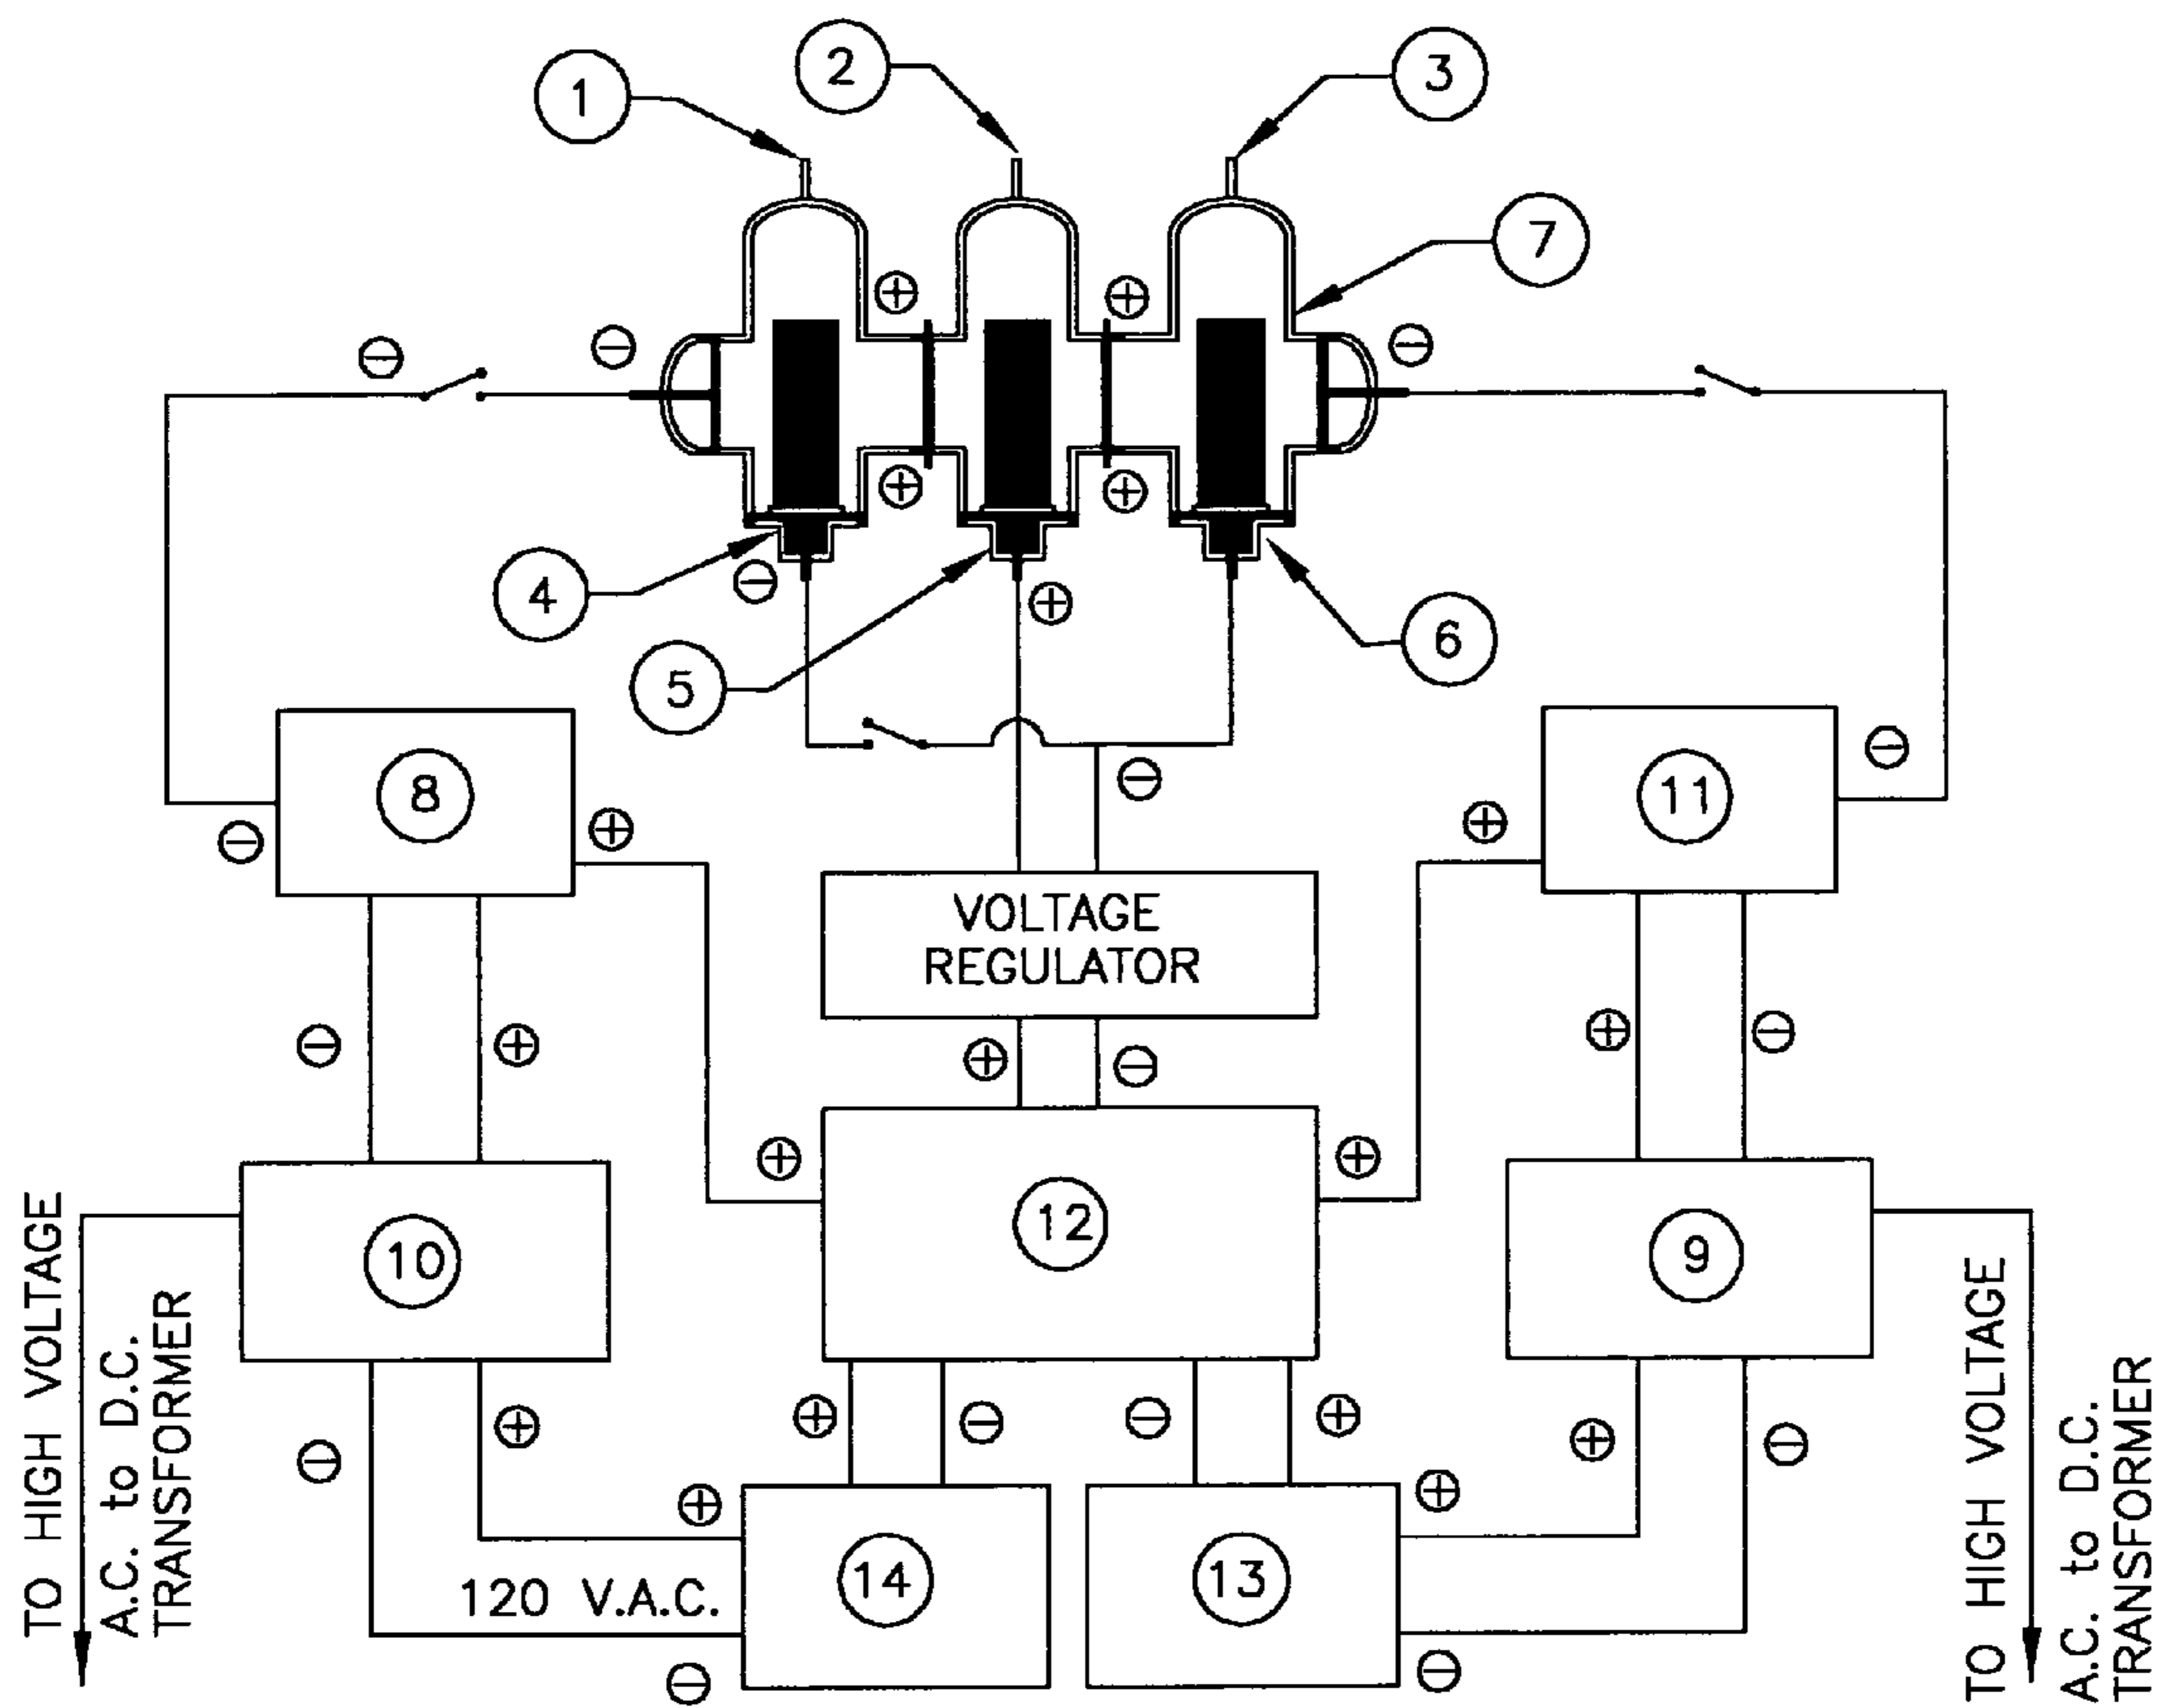 1
2
3
7
4
5
6
8
11
VOLTAGE
REGULATOR
12
10
9
14
13
120 V.A.C.
TO HIGH VOLTAGE
A.C. to D.C.
TRANSFORMER
TO HIGH VOLTAGE
A.C. to D.C.
TRANSFORMER